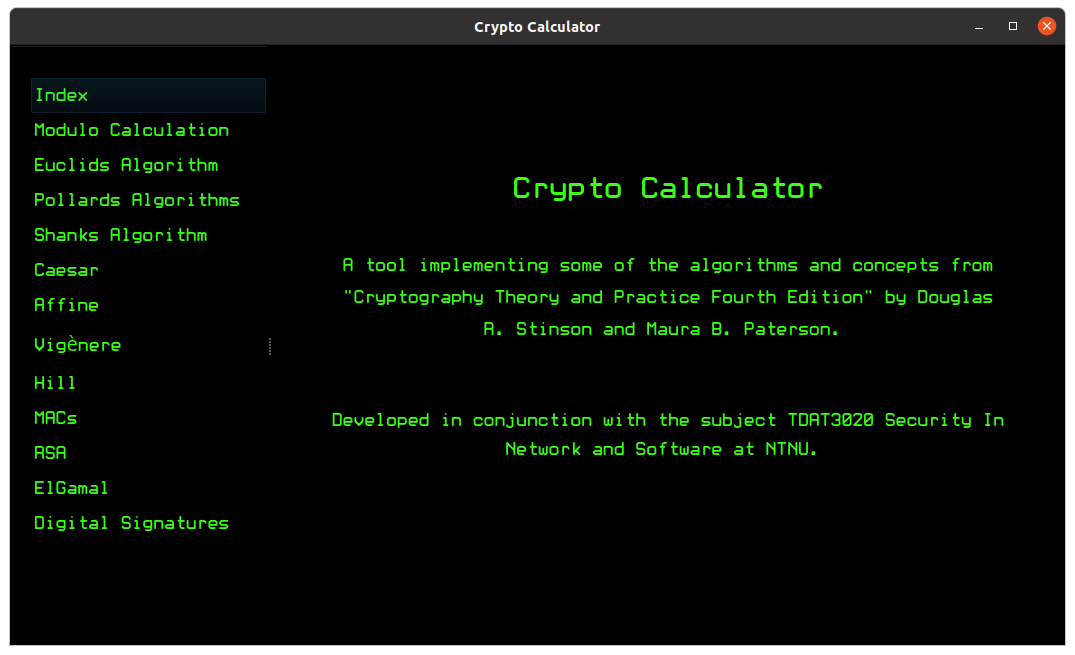 Crypto Calculator
Index
Modulo Calculation
Euclids Algorithm
Pollards Algorithms
Shanks Algorithm
Caesar
Affine
Vigènere
Hill
MACs
RSA
ElGamal
Digital Signatures
Crypto Calculator
A tool implementing some of the algorithms and concepts from
"Cryptography Theory and Practice Fourth Edition" by Douglas
R. Stinson and Maura B. Paterson.
Developed in conjunction with the subject TDAT3020 Security In
Network and Software at NTNU.